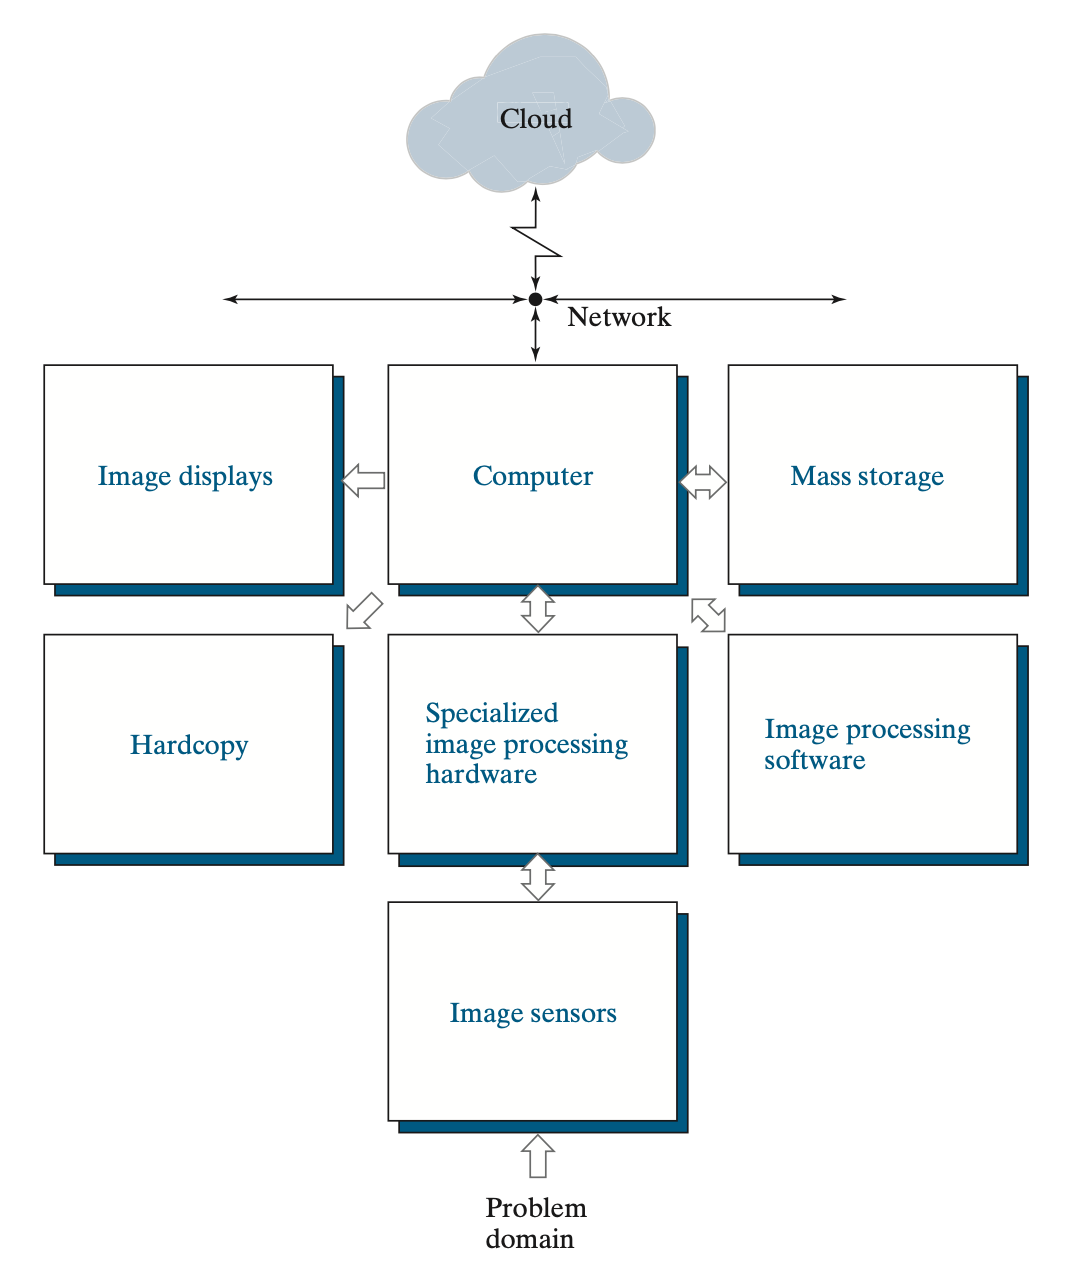 Cloud
Network
Image displays
Computer
Mass storage
Hardcopy
Specialized
image processing
hardware
Image processing
software
Image sensors
Problem
domain